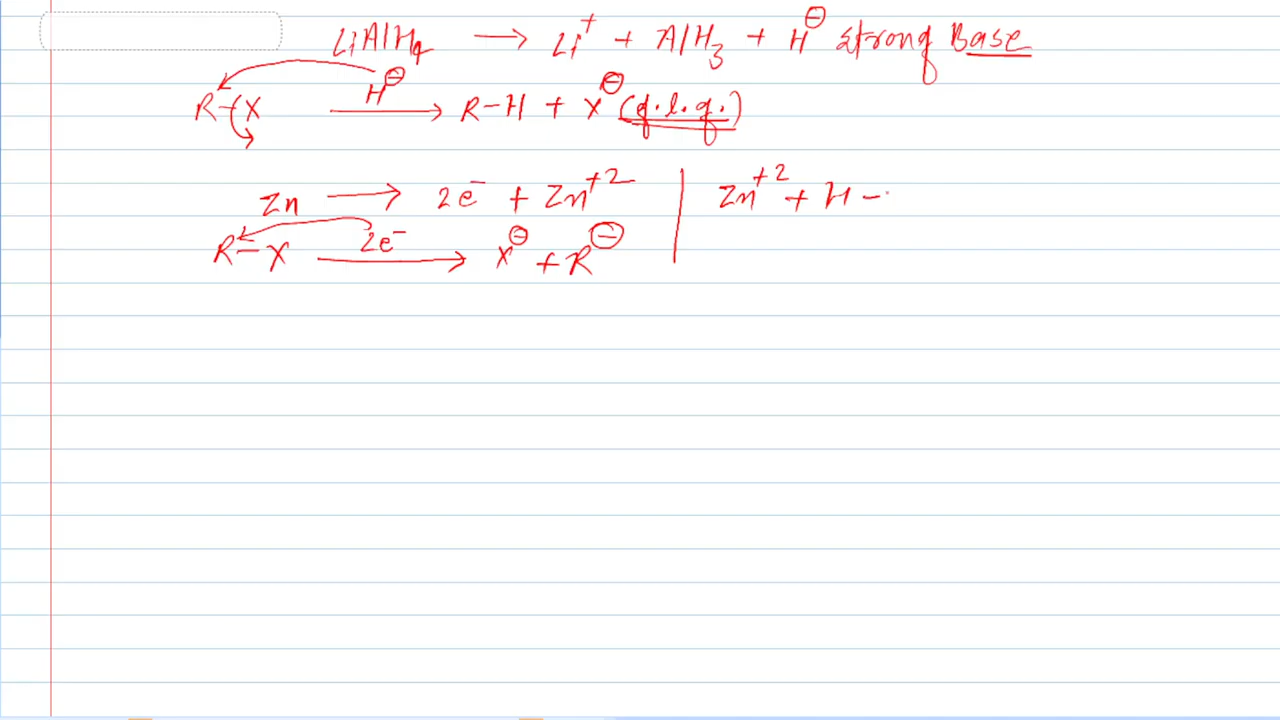 LiAlH4 → Li+ + AlH3 + H⊖ strong Base
R-X H⊖ → R-H + X⊖ (g.l.g.)
Zn → 2e- + Zn+2 | Zn+2 + H -
R-X 2e- → X⊖ + R⊖